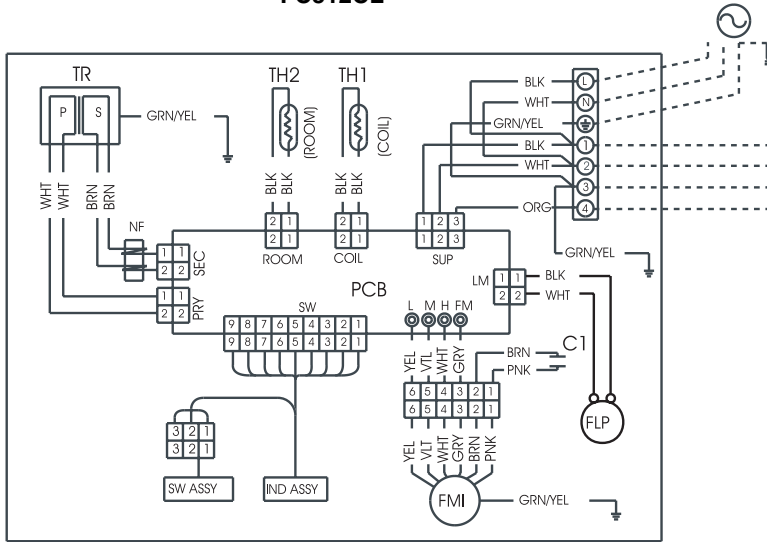 TR
P S
GRN/YEL
WHT
WHT
BRN
BRN
NF
TH2
(ROOM)
BLK
BLK
TH1
(COIL)
BLK
BLK
BLK
WHT
GRN/YEL
BLK
WHT
ORG
L
N
1
2
3
4
GRN/YEL
2 1
2 1
ROOM
2 1
2 1
COIL
1 2 3
1 2 3
SUP
1 1
2 2
SEC
1 1
2 2
PRY
PCB
LM
1 1
2 2
BLK
WHT
SW
9 8 7 6 5 4 3 2 1
9 8 7 6 5 4 3 2 1
L M H FM
YEL
VTL
WHT
GRY
BRN
PNK
C1
6 5 4 3 2 1
6 5 4 3 2 1
YEL
VLT
WHT
GRY
BRN
PNK
FLP
3 2 1
3 2 1
SW ASSY
IND ASSY
FMI
GRN/YEL